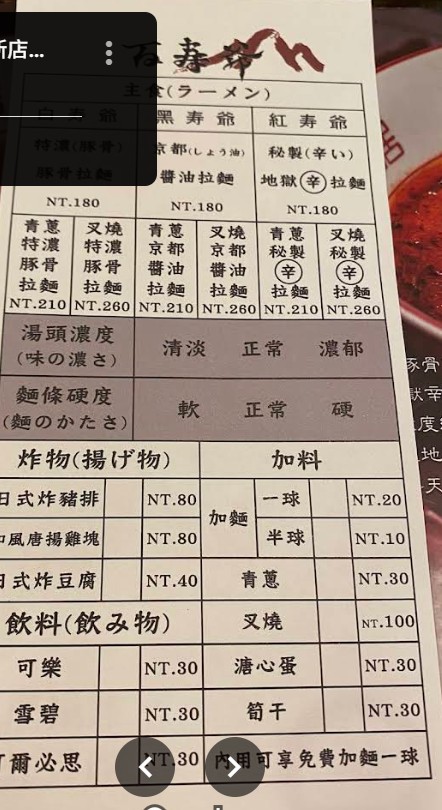 新店...
百寿爺
主食(ラーメン)
白寿爺 黑寿爺 紅寿爺
特濃(豚骨) 京都(しょう油) 秘製(辛い)
豚骨拉麵 醬油拉麵 地獄辛拉麵
NT.180 NT.180 NT.180
青蔥 叉燒 青蔥 叉燒 青蔥 叉燒
特濃 特濃 京都 京都 秘製 秘製
豚骨 豚骨 醬油 醬油 辛 辛
拉麵 拉麵 拉麵 拉麵 拉麵 拉麵
NT.210 NT.260 NT.210 NT.260 NT.210 NT.260
湯頭濃度 清淡 正常 濃郁
(味の濃さ)
麵條硬度 軟 正常 硬
(麵のかたさ)
炸物(揚げ物) 加料
日式炸豬排 NT.80 加麵 一球 NT.20
和風唐揚雞塊 NT.80 半球 NT.10
日式炸豆腐 NT.40 青蔥 NT.30
飲料(飲み物) 叉燒 NT.100
可樂 NT.30 溏心蛋 NT.30
雪碧 NT.30 筍干 NT.30
可爾必思 NT.30 內用可享免費加麵一球
豚骨
獄辛
度
地
天